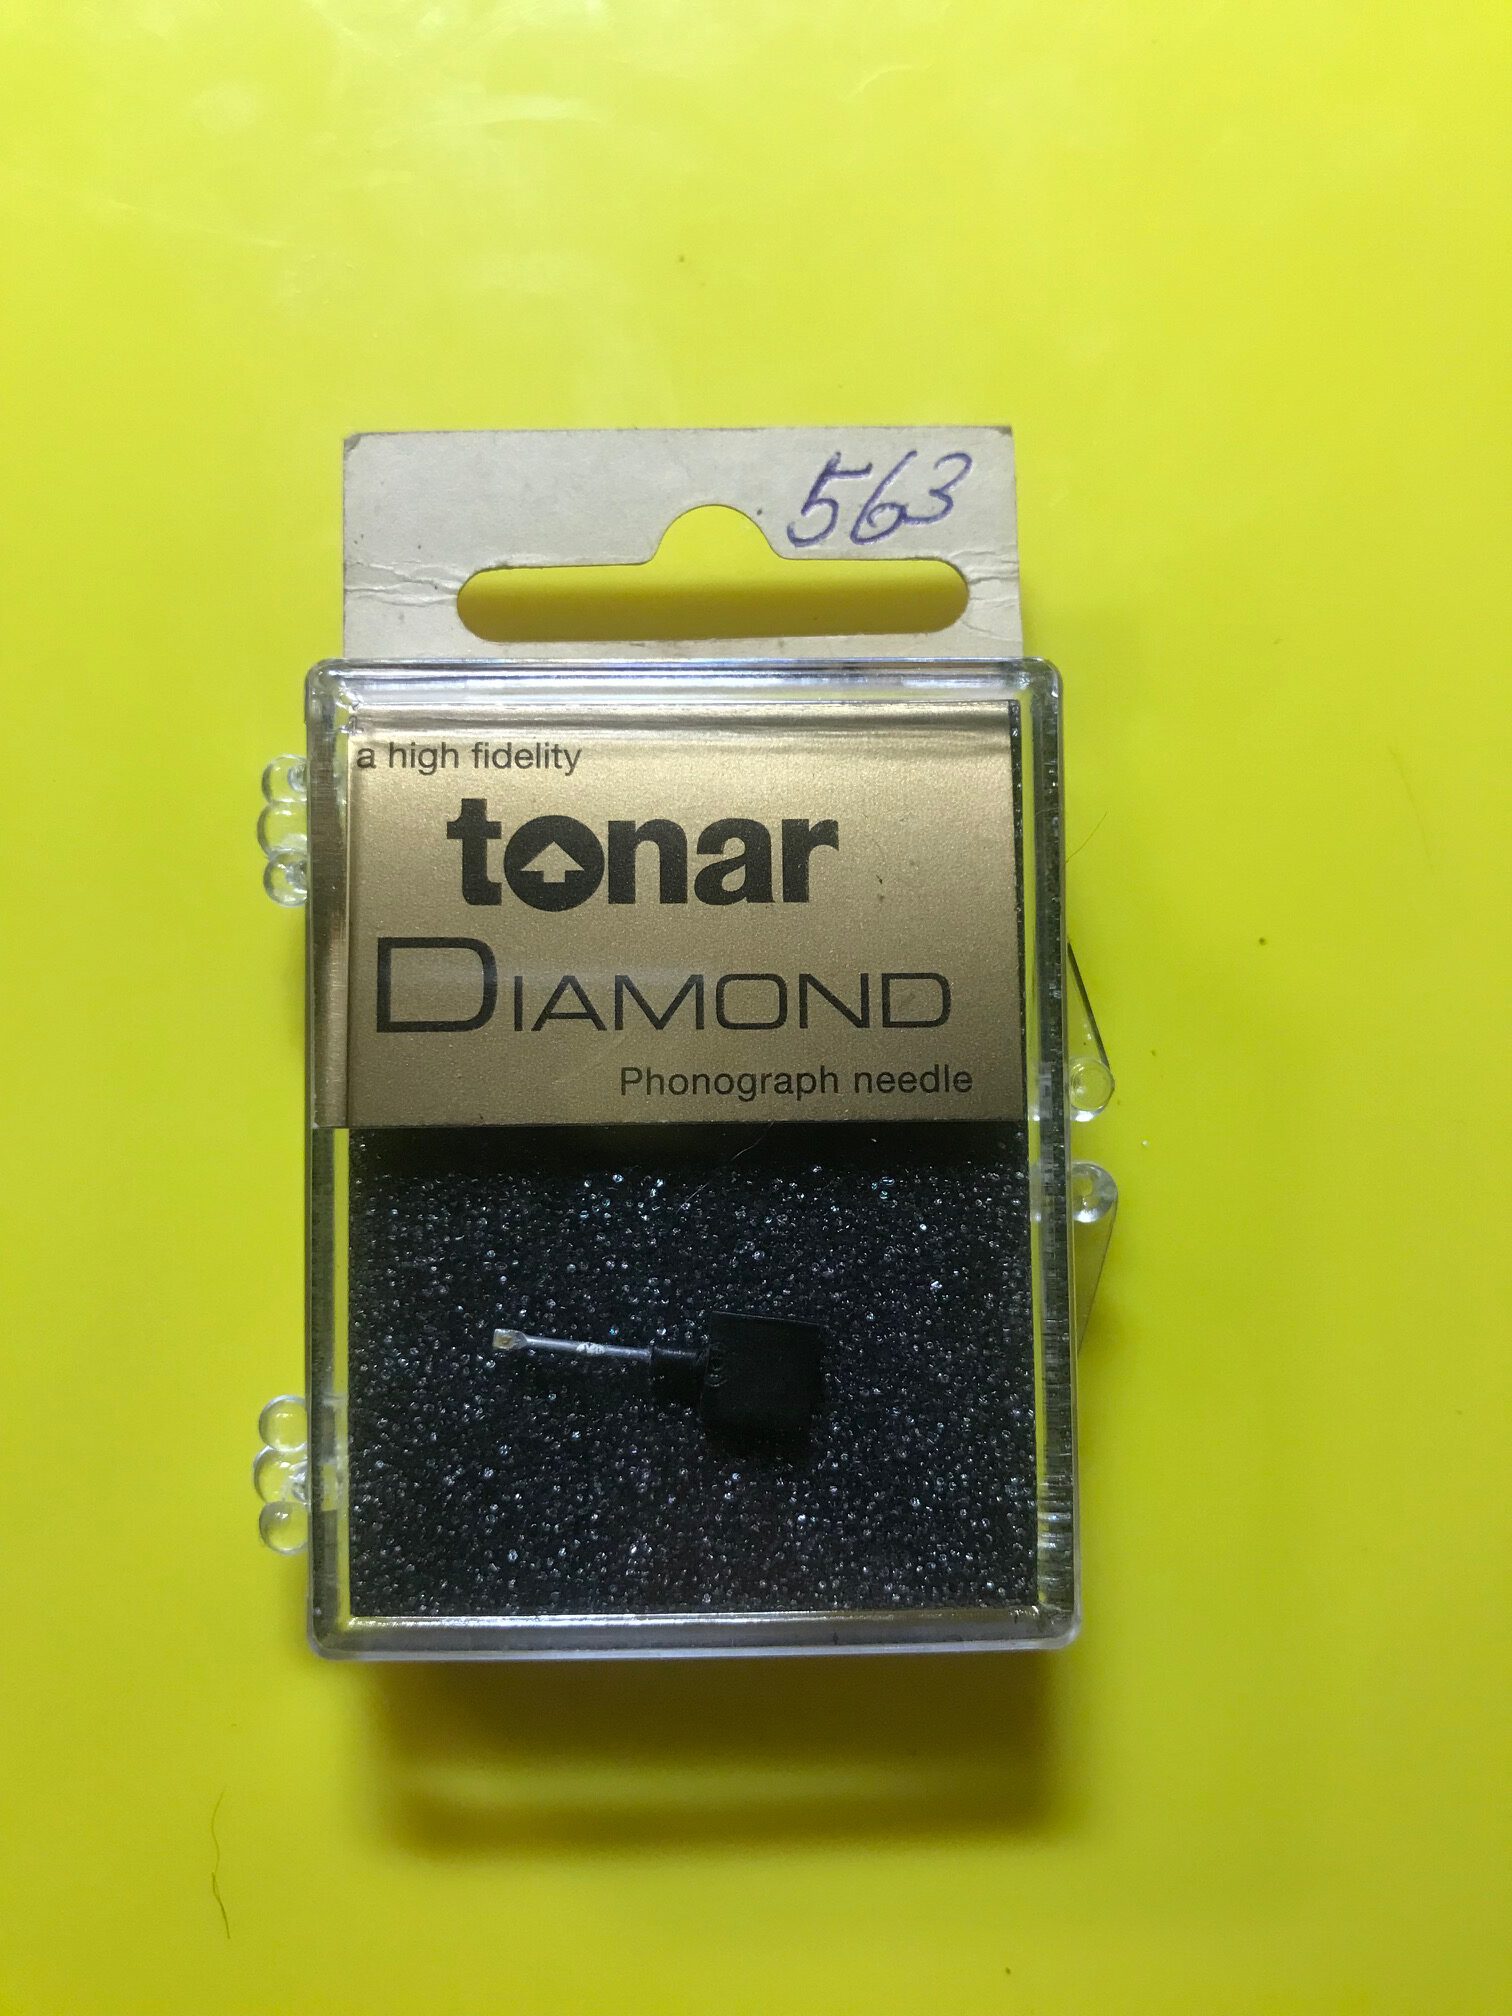 563
a high fidelity
tonar
DIAMOND
Phonograph needle